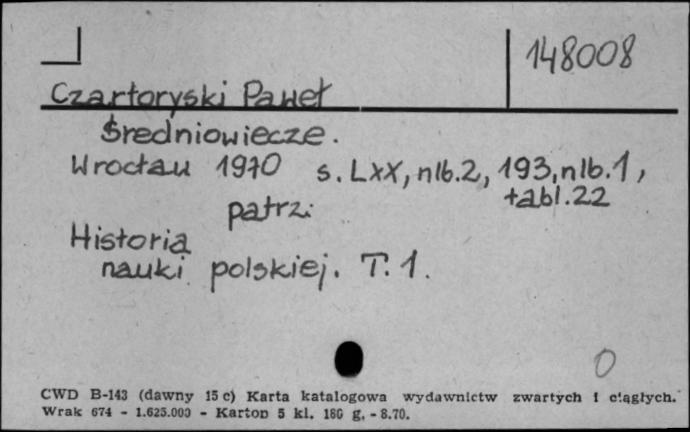 148008
Czartoryski Paweł
Średniowiecze.
Wrocław 1970 s. LXX, nlb.2, 193, nlb.1,
tabl.22
patrz:
Historia
nauki polskiej. T. 1.
0
CWD B-143 (dawny 15 c) Karta katalogowa wydawnictw zwartych i ciągłych.
Wrak 674 - 1.625.000 - Karton 5 kl. 180 g. - 8.70.